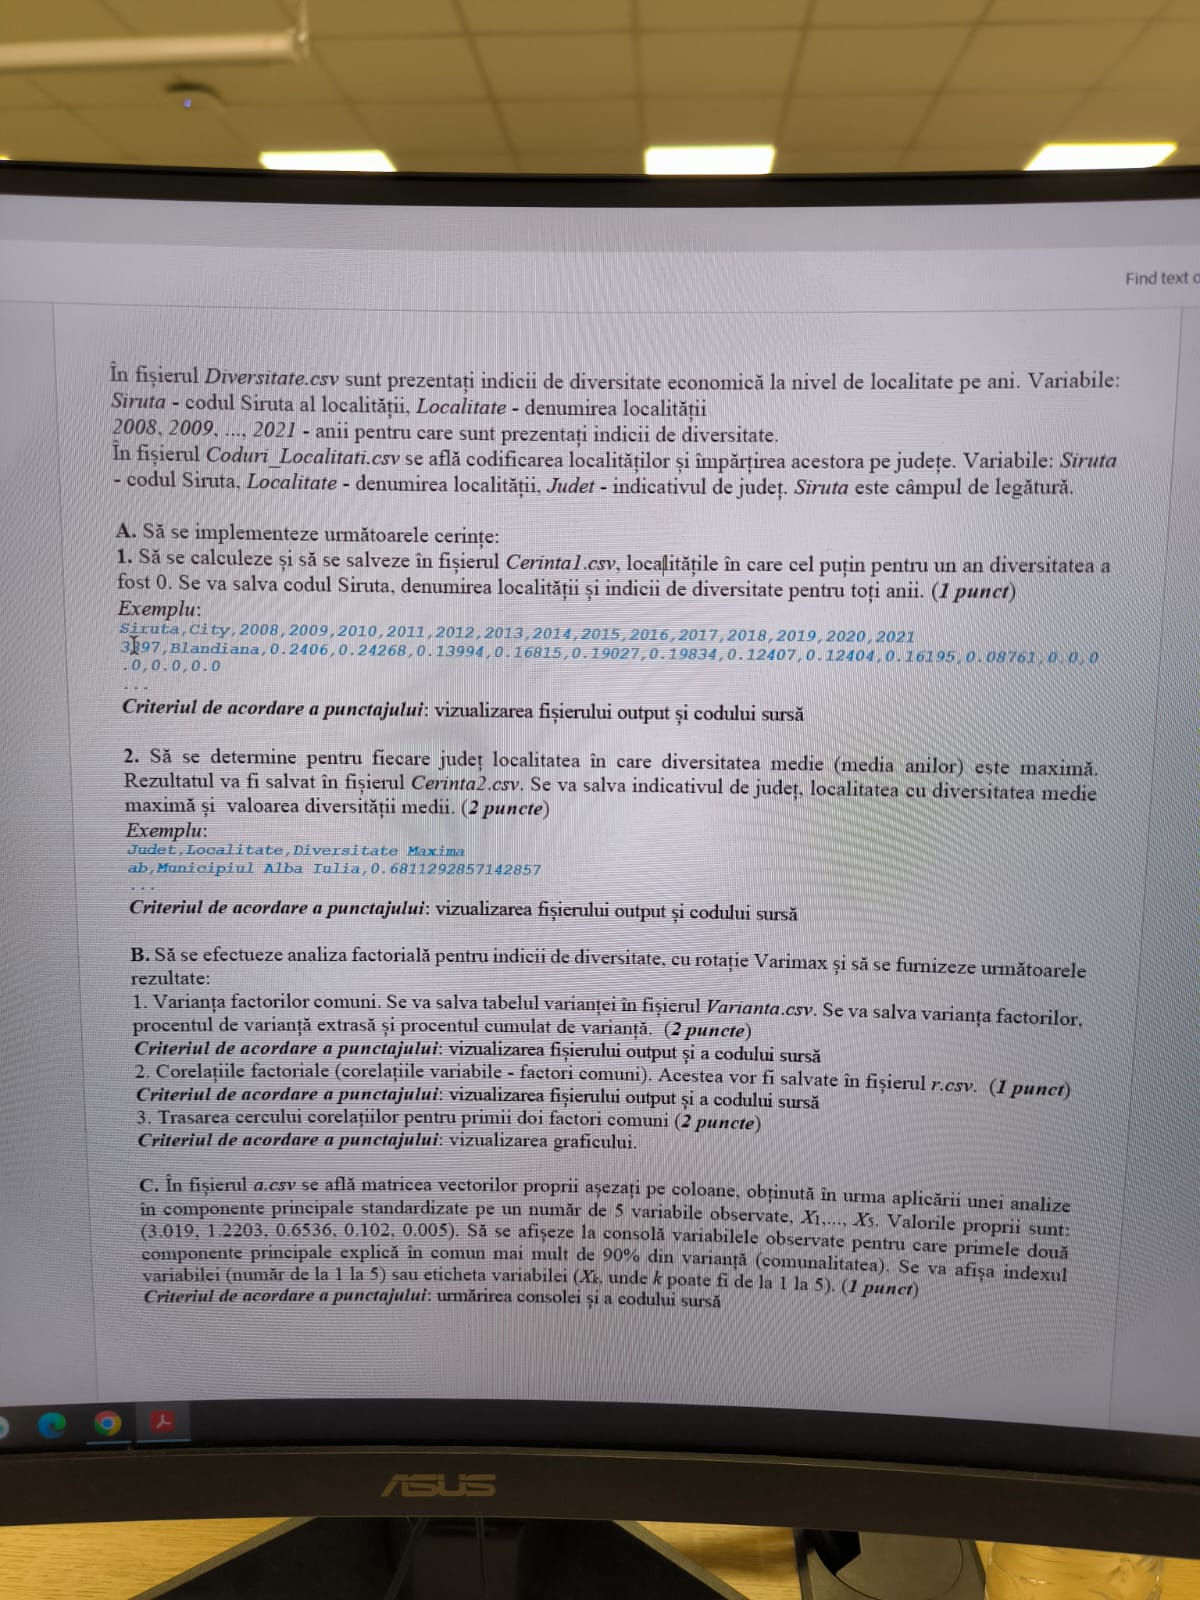 Find text o
În fișierul Diversitate.csv sunt prezentați indicii de diversitate economică la nivel de localitate pe ani. Variabile:
Siruta - codul Siruta al localității, Localitate - denumirea localității
2008, 2009, ..., 2021 - anii pentru care sunt prezentați indicii de diversitate.
În fișierul Coduri_Localitati.csv se află codificarea localităților și împărțirea acestora pe județe. Variabile: Siruta
- codul Siruta, Localitate - denumirea localității, Judet - indicativul de județ. Siruta este câmpul de legătură.
A. Să se implementeze următoarele cerințe:
1. Să se calculeze și să se salveze în fișierul Cerinta1.csv, localitățile în care cel puțin pentru un an diversitatea a
fost 0. Se va salva codul Siruta, denumirea localității și indicii de diversitate pentru toți anii. (1 punct)
Exemplu:
Siruta,City,2008,2009,2010,2011,2012,2013,2014,2015,2016,2017,2018,2019,2020,2021
3397,Blandiana,0.2406,0.24268,0.13994,0.16815,0.19027,0.19834,0.12407,0.12404,0.16195,0.08761,0.0,0
.0,0.0,0.0
...
Criteriul de acordare a punctajului: vizualizarea fișierului output și codului sursă
2. Să se determine pentru fiecare județ localitatea în care diversitatea medie (media anilor) este maximă.
Rezultatul va fi salvat în fișierul Cerinta2.csv. Se va salva indicativul de județ, localitatea cu diversitatea medie
maximă și valoarea diversității medii. (2 puncte)
Exemplu:
Judet,Localitate,Diversitate Maxima
ab,Municipiul Alba Iulia,0.6811292857142857
...
Criteriul de acordare a punctajului: vizualizarea fișierului output și codului sursă
B. Să se efectueze analiza factorială pentru indicii de diversitate, cu rotație Varimax și să se furnizeze următoarele
rezultate:
1. Varianța factorilor comuni. Se va salva tabelul varianței în fișierul Varianta.csv. Se va salva varianța factorilor,
procentul de varianță extrasă și procentul cumulat de varianță. (2 puncte)
Criteriul de acordare a punctajului: vizualizarea fișierului output și a codului sursă
2. Corelațiile factoriale (corelațiile variabile - factori comuni). Acestea vor fi salvate în fișierul r.csv. (1 punct)
Criteriul de acordare a punctajului: vizualizarea fișierului output și a codului sursă
3. Trasarea cercului corelațiilor pentru primii doi factori comuni (2 puncte)
Criteriul de acordare a punctajului: vizualizarea graficului.
C. În fișierul a.csv se află matricea vectorilor proprii așezați pe coloane, obținută în urma aplicării unei analize
în componente principale standardizate pe un număr de 5 variabile observate, X1,..., X5. Valorile proprii sunt:
(3.019, 1.2203, 0.6536, 0.102, 0.005). Să se afișeze la consolă variabilele observate pentru care primele două
componente principale explică în comun mai mult de 90% din varianță (comunalitatea). Se va afișa indexul
variabilei (număr de la 1 la 5) sau eticheta variabilei (Xk, unde k poate fi de la 1 la 5). (1 punct)
Criteriul de acordare a punctajului: urmărirea consolei și a codului sursă
ASUS